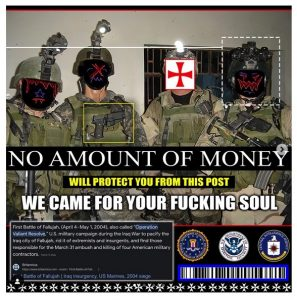 NO AMOUNT OF MONEY
WILL PROTECT YOU FROM THIS POST
WE CAME FOR YOUR FUCKING SOUL
First Battle of Fallujah, (April 4–May 1, 2004), also called "Operation
Valiant Resolve," U.S. military campaign during the Iraq War to pacify the
Iraqi city of Fallujah, rid it of extremists and insurgents, and find those
responsible for the March 31 ambush and killing of four American military
contractors.
Britannica
First Battle of Fallujah | Iraq Insurgency, US Marines, 2004 siege